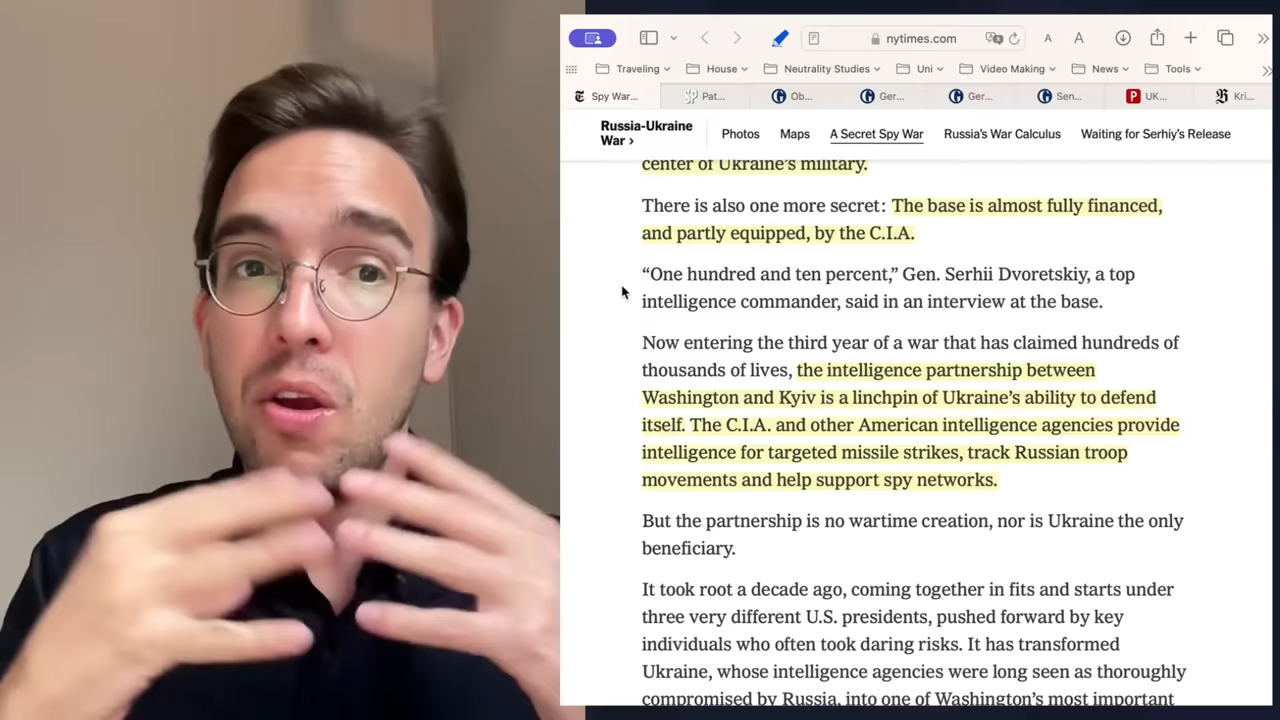 nytimes.com
A A
Traveling House Neutrality Studies Uni Video Making News Tools
Spy War... Pat... Ob... Ger... Ger... Sen... UK... Kri...
Russia-Ukraine
War ›
Photos Maps A Secret Spy War Russia’s War Calculus Waiting for Serhiy’s Release
center of Ukraine’s military.
There is also one more secret: The base is almost fully financed,
and partly equipped, by the C.I.A.
“One hundred and ten percent,” Gen. Serhii Dvoretskiy, a top
intelligence commander, said in an interview at the base.
Now entering the third year of a war that has claimed hundreds of
thousands of lives, the intelligence partnership between
Washington and Kyiv is a linchpin of Ukraine’s ability to defend
itself. The C.I.A. and other American intelligence agencies provide
intelligence for targeted missile strikes, track Russian troop
movements and help support spy networks.
But the partnership is no wartime creation, nor is Ukraine the only
beneficiary.
It took root a decade ago, coming together in fits and starts under
three very different U.S. presidents, pushed forward by key
individuals who often took daring risks. It has transformed
Ukraine, whose intelligence agencies were long seen as thoroughly
compromised by Russia, into one of Washington’s most important